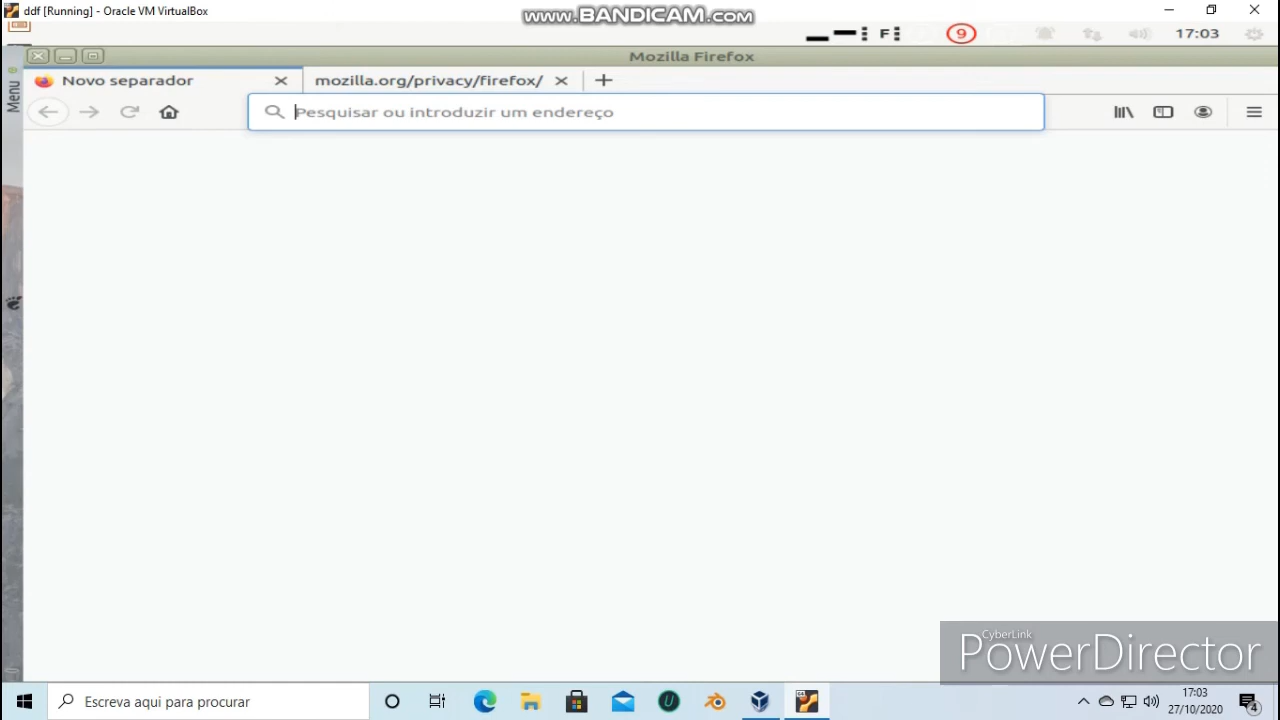 ddf [Running] - Oracle VM VirtualBox
www.BANDICAM.com
F
9
17:03
Mozilla Firefox
Menu
Novo separador
mozilla.org/privacy/firefox/
Pesquisar ou introduzir um endereço
CyberLink
PowerDirector
Escreva aqui para procurar
17:03
27/10/2020
4